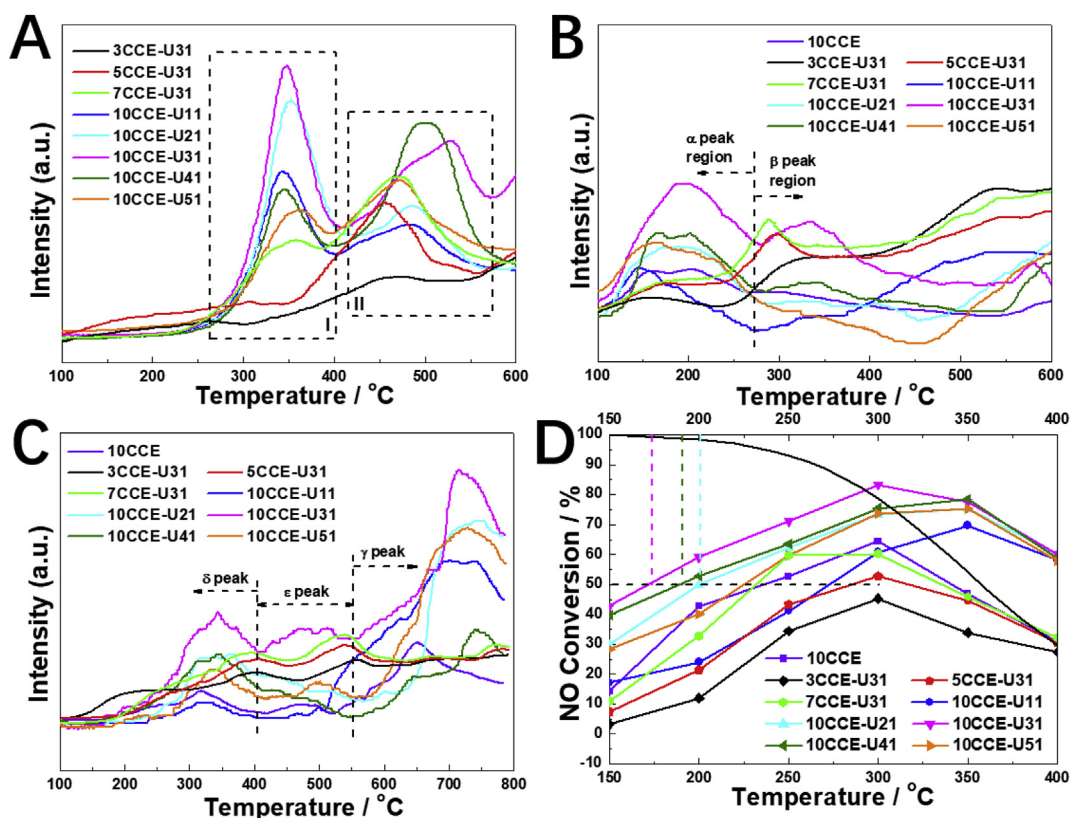 A
3CCE-U31
5CCE-U31
7CCE-U31
10CCE-U11
10CCE-U21
10CCE-U31
10CCE-U41
10CCE-U51
I
II
Intensity (a.u.)
100 200 300 400 500 600
Temperature / °C
B
10CCE
3CCE-U31 5CCE-U31
7CCE-U31 10CCE-U11
10CCE-U21 10CCE-U31
10CCE-U41 10CCE-U51
α peak
region
β peak
region
Intensity (a.u.)
100 200 300 400 500 600
Temperature / °C
C
10CCE
3CCE-U31 5CCE-U31
7CCE-U31 10CCE-U11
10CCE-U21 10CCE-U31
10CCE-U41 10CCE-U51
γ peak
δ peak
ε peak
Intensity (a.u.)
100 200 300 400 500 600 700 800
Temperature / °C
150 200 250 300 350 400
D
100
90
80
70
60
50
40
30
20
10
0
-10
NO Conversion / %
10CCE
3CCE-U31 5CCE-U31
7CCE-U31 10CCE-U11
10CCE-U21 10CCE-U31
10CCE-U41 10CCE-U51
150 200 250 300 350 400
Temperature / °C